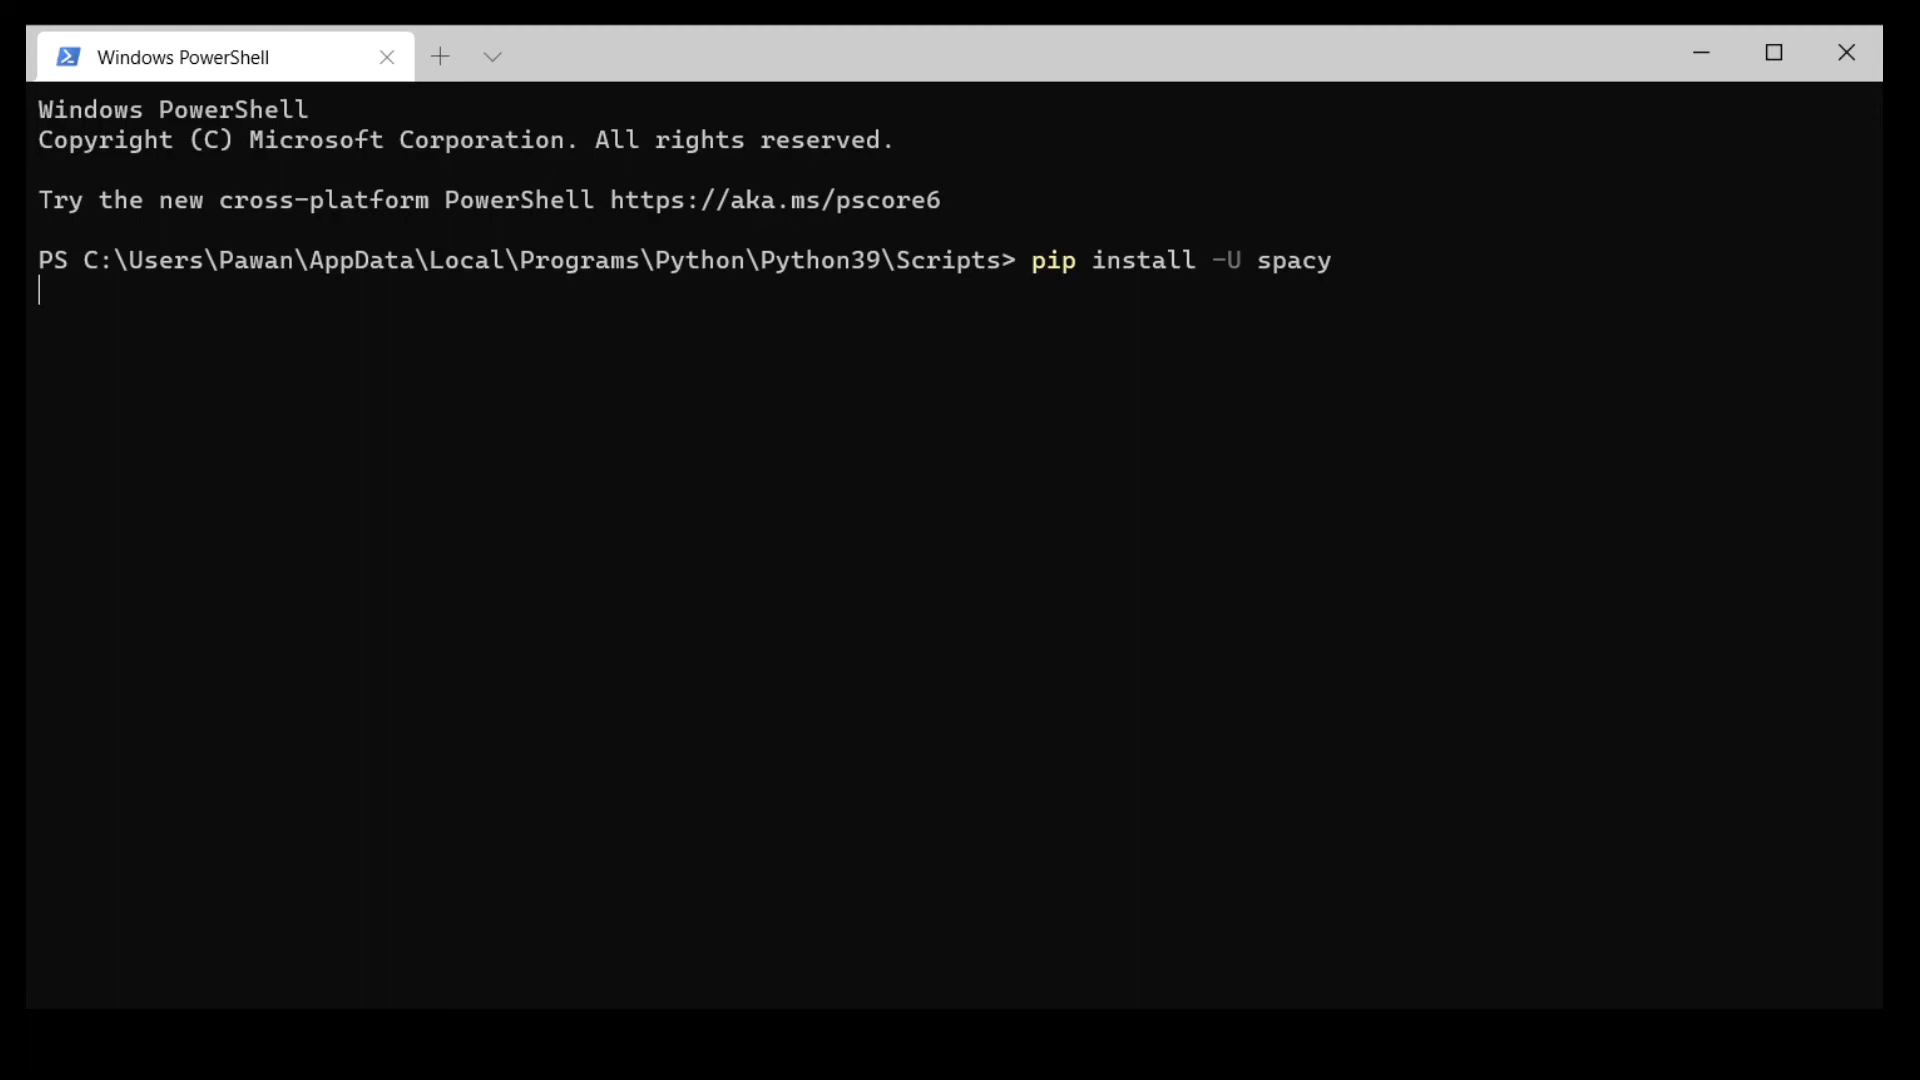 Windows PowerShell
Windows PowerShell
Copyright (C) Microsoft Corporation. All rights reserved.
Try the new cross-platform PowerShell https://aka.ms/pscore6
PS C:\Users\Pawan\AppData\Local\Programs\Python\Python39\Scripts> pip install -U spacy